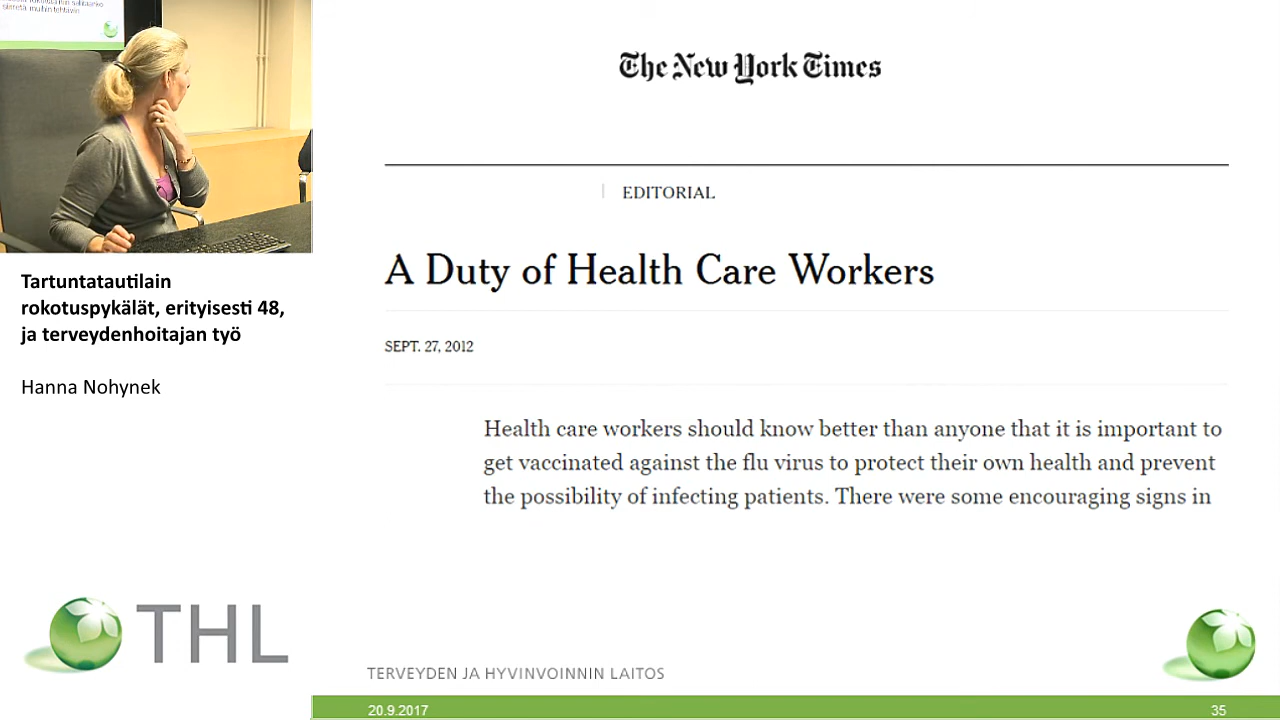 siirretä muihin tehtäviin
Tartuntatautilain
rokotuspykälät, erityisesti 48,
ja terveydenhoitajan työ
Hanna Nohynek
THL
The New York Times
EDITORIAL
A Duty of Health Care Workers
SEPT. 27, 2012
Health care workers should know better than anyone that it is important to
get vaccinated against the flu virus to protect their own health and prevent
the possibility of infecting patients. There were some encouraging signs in
TERVEYDEN JA HYVINVOINNIN LAITOS
20.9.2017
35